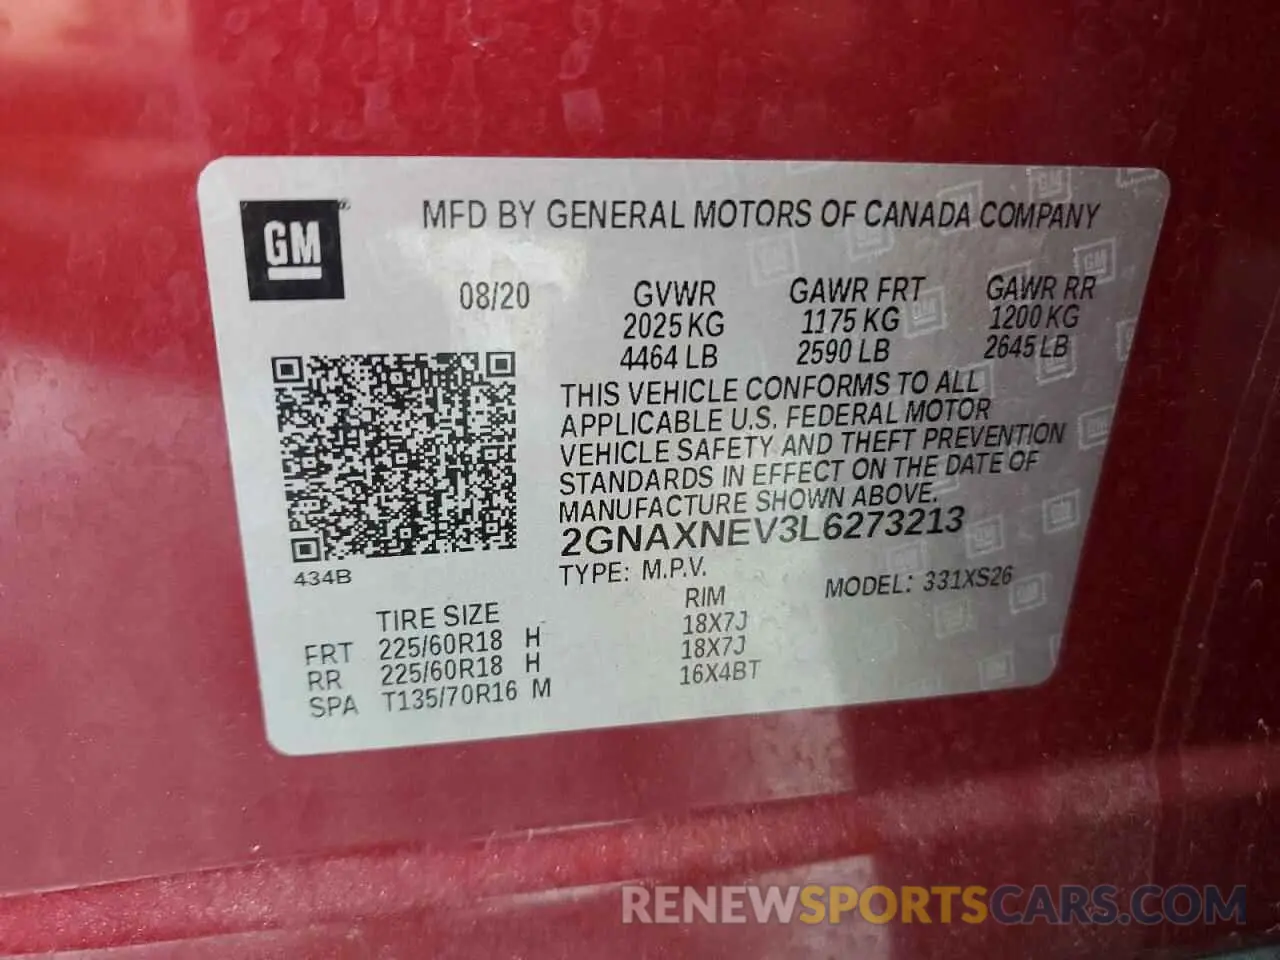 GM ®
MFD BY GENERAL MOTORS OF CANADA COMPANY
08/20 GVWR GAWR FRT GAWR RR
2025 KG 1175 KG 1200 KG
4464 LB 2590 LB 2645 LB
THIS VEHICLE CONFORMS TO ALL
APPLICABLE U.S. FEDERAL MOTOR
VEHICLE SAFETY AND THEFT PREVENTION
STANDARDS IN EFFECT ON THE DATE OF
MANUFACTURE SHOWN ABOVE.
2GNAXNEV3L6273213
434B
TYPE: M.P.V. MODEL: 331XS26
TIRE SIZE RIM
FRT 225/60R18 H 18X7J
RR 225/60R18 H 18X7J
SPA T135/70R16 M 16X4BT
RENEWSPORTSCARS.COM